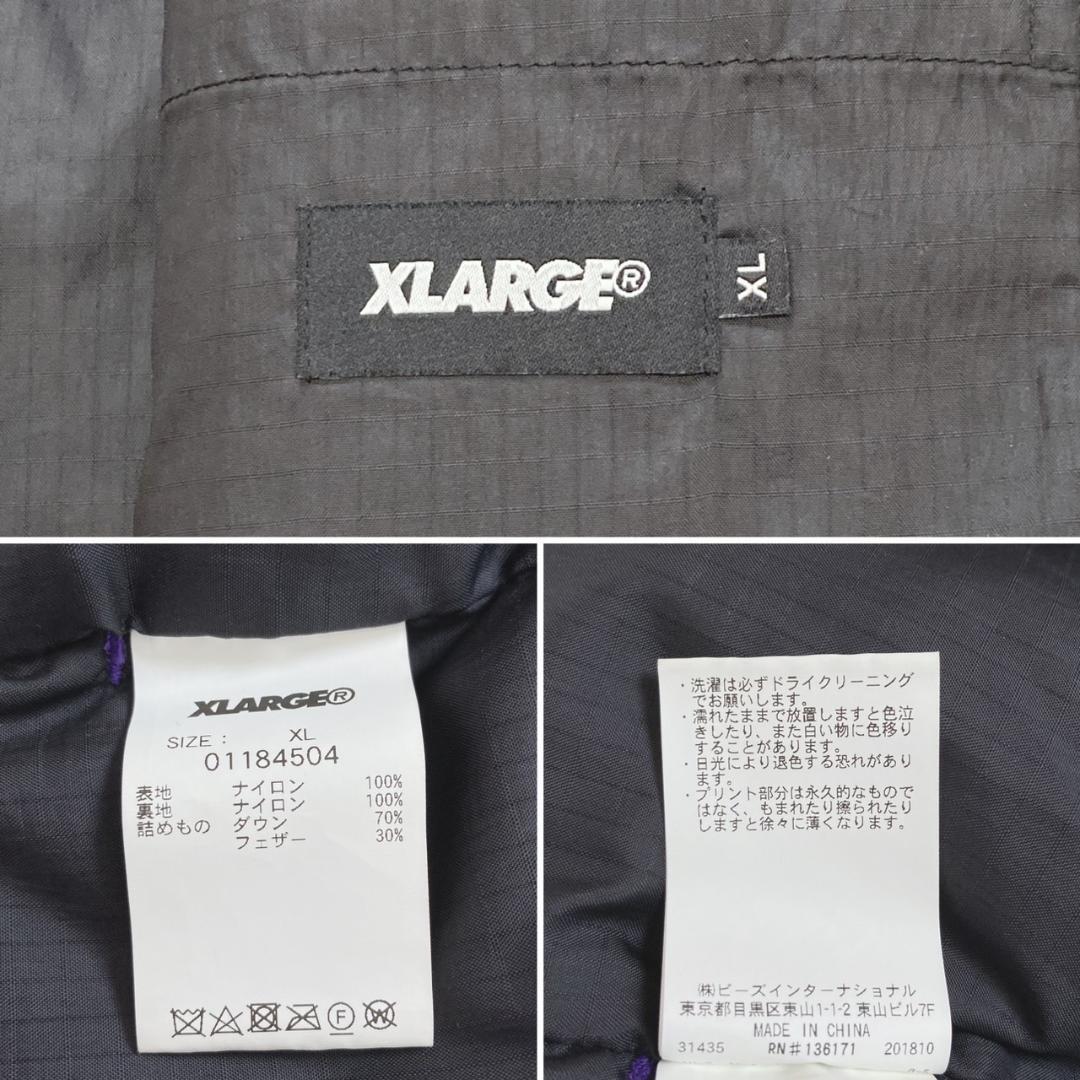 XLARGE®
XL
XLARGE®
SIZE : XL
01184504
表地 ナイロン 100%
裏地 ナイロン 100%
詰めもの ダウン 70%
フェザー 30%
F
W
・洗濯は必ずドライクリーニング
でお願いします。
・濡れたままで放置しますと色泣
きしたり、また白い物に色移り
することがあります。
・日光により退色する恐れがあり
ます。
・プリント部分は永久的なもので
はなく、もまれたり擦られたり
しますと徐々に薄くなります。
㈱ビーズインターナショナル
東京都目黒区東山1-1-2 東山ビル7F
MADE IN CHINA
31435 RN#136171 201810